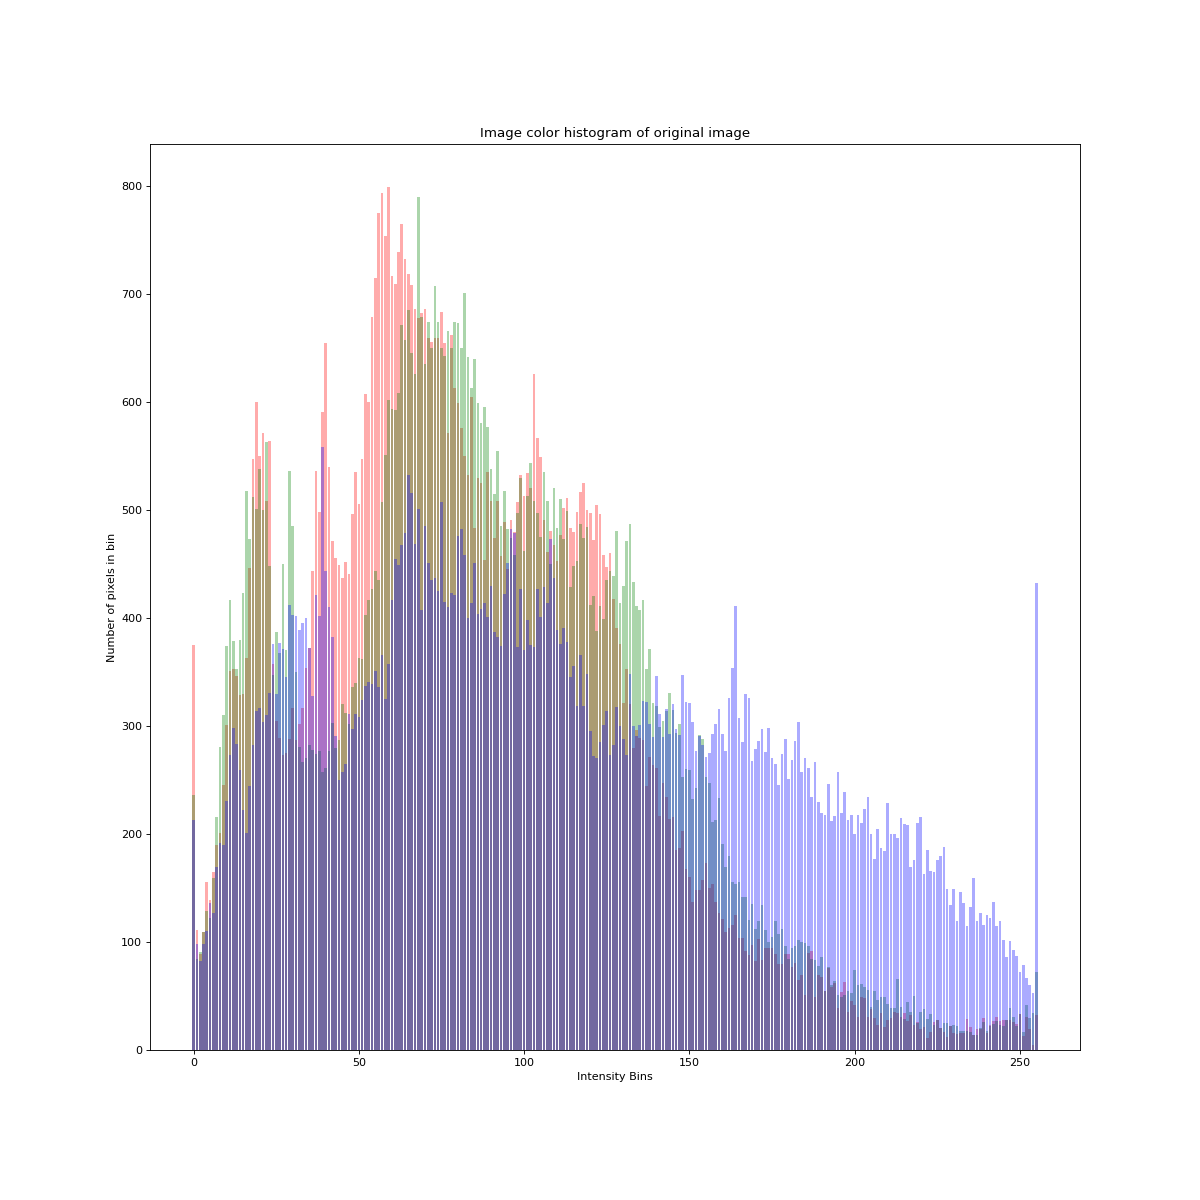 Image color histogram of original image
Number of pixels in bin
800
700
600
500
400
300
200
100
0
0 50 100 150 200 250
Intensity Bins